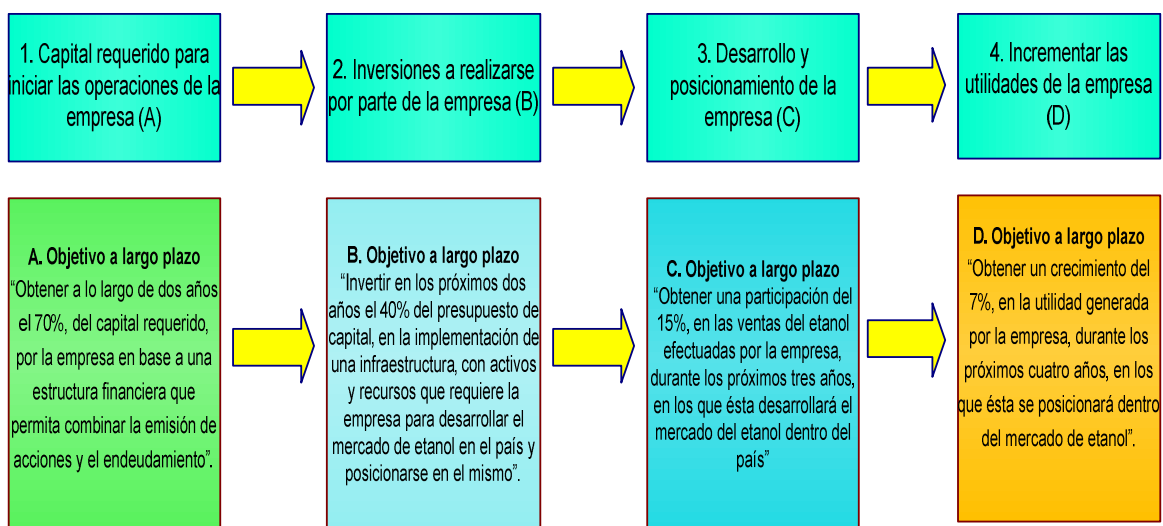 1. Capital requerido para
iniciar las operaciones de la
empresa (A)
2. Inversiones a realizarse
por parte de la empresa (B)
3. Desarrollo y
posicionamiento de la
empresa (C)
4. Incrementar las
utilidades de la empresa
(D)
A. Objetivo a largo plazo
“Obtener a lo largo de dos años
el 70%, del capital requerido,
por la empresa en base a una
estructura financiera que
permita combinar la emisión de
acciones y el endeudamiento”.
B. Objetivo a largo plazo
“Invertir en los próximos dos
años el 40% del presupuesto de
capital, en la implementación de
una infraestructura, con activos
y recursos que requiere la
empresa para desarrollar el
mercado de etanol en el país y
posicionarse en el mismo”.
C. Objetivo a largo plazo
“Obtener una participación del
15%, en las ventas del etanol
efectuadas por la empresa,
durante los próximos tres años,
en los que ésta desarrollará el
mercado del etanol dentro del
país”
D. Objetivo a largo plazo
“Obtener un crecimiento del
7%, en la utilidad generada
por la empresa, durante los
próximos cuatro años, en los
que ésta se posicionará dentro
del mercado de etanol”.